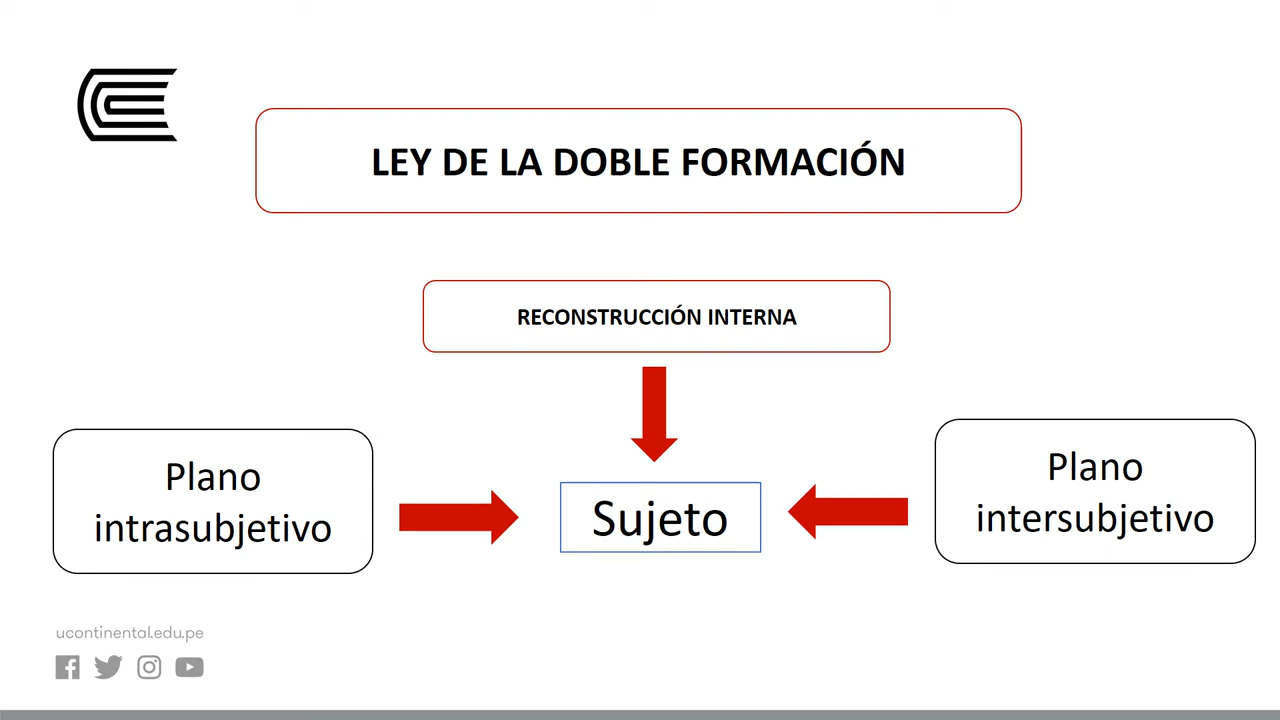 LEY DE LA DOBLE FORMACIÓN
RECONSTRUCCIÓN INTERNA
Plano
intrasubjetivo
Sujeto
Plano
intersubjetivo
ucontinental.edu.pe